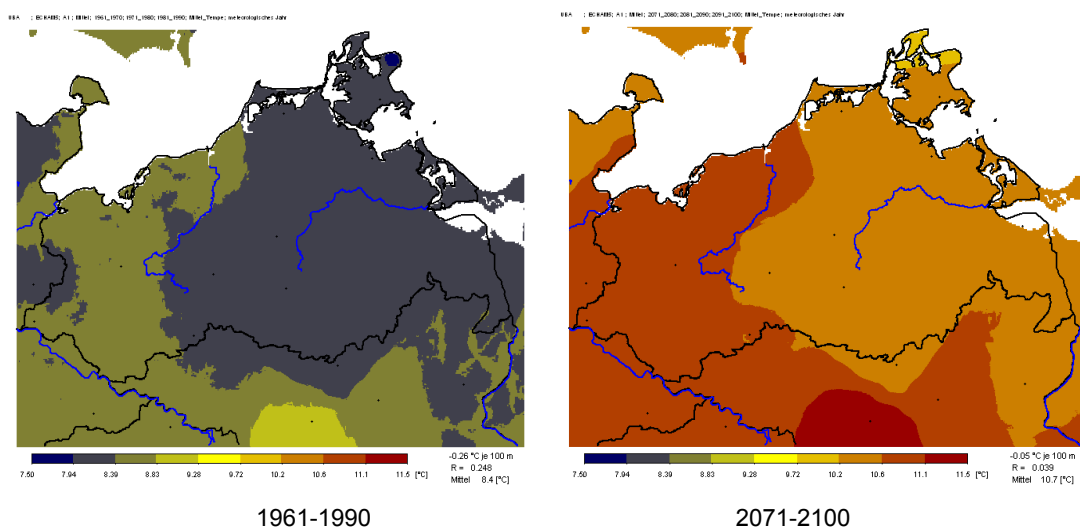 UBA ; ECHAM5; A1; Mittel; 1961_1970; 1971_1980; 1981_1990; Mittel_Tempe; meteorologisches Jahr
UBA ; ECHAM5; A1; Mittel; 2071_2080; 2081_2090; 2091_2100; Mittel_Tempe; meteorologisches Jahr
7.50 7.94 8.39 8.83 9.28 9.72 10.2 10.6 11.1 11.5 [°C]
-0.26 °C je 100 m
R = 0.248
Mittel 8.4 [°C]
7.50 7.94 8.39 8.83 9.28 9.72 10.2 10.6 11.1 11.5 [°C]
-0.05 °C je 100 m
R = 0.039
Mittel 10.7 [°C]
1961-1990
2071-2100